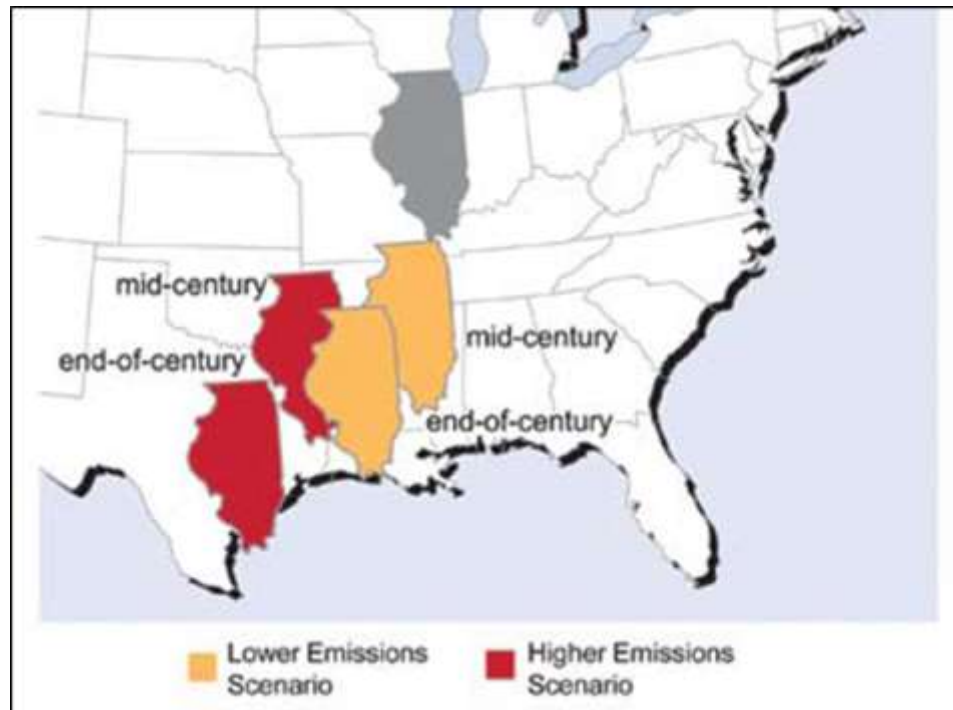 mid-century
end-of-century
mid-century
end-of-century
Lower Emissions
Scenario
Higher Emissions
Scenario